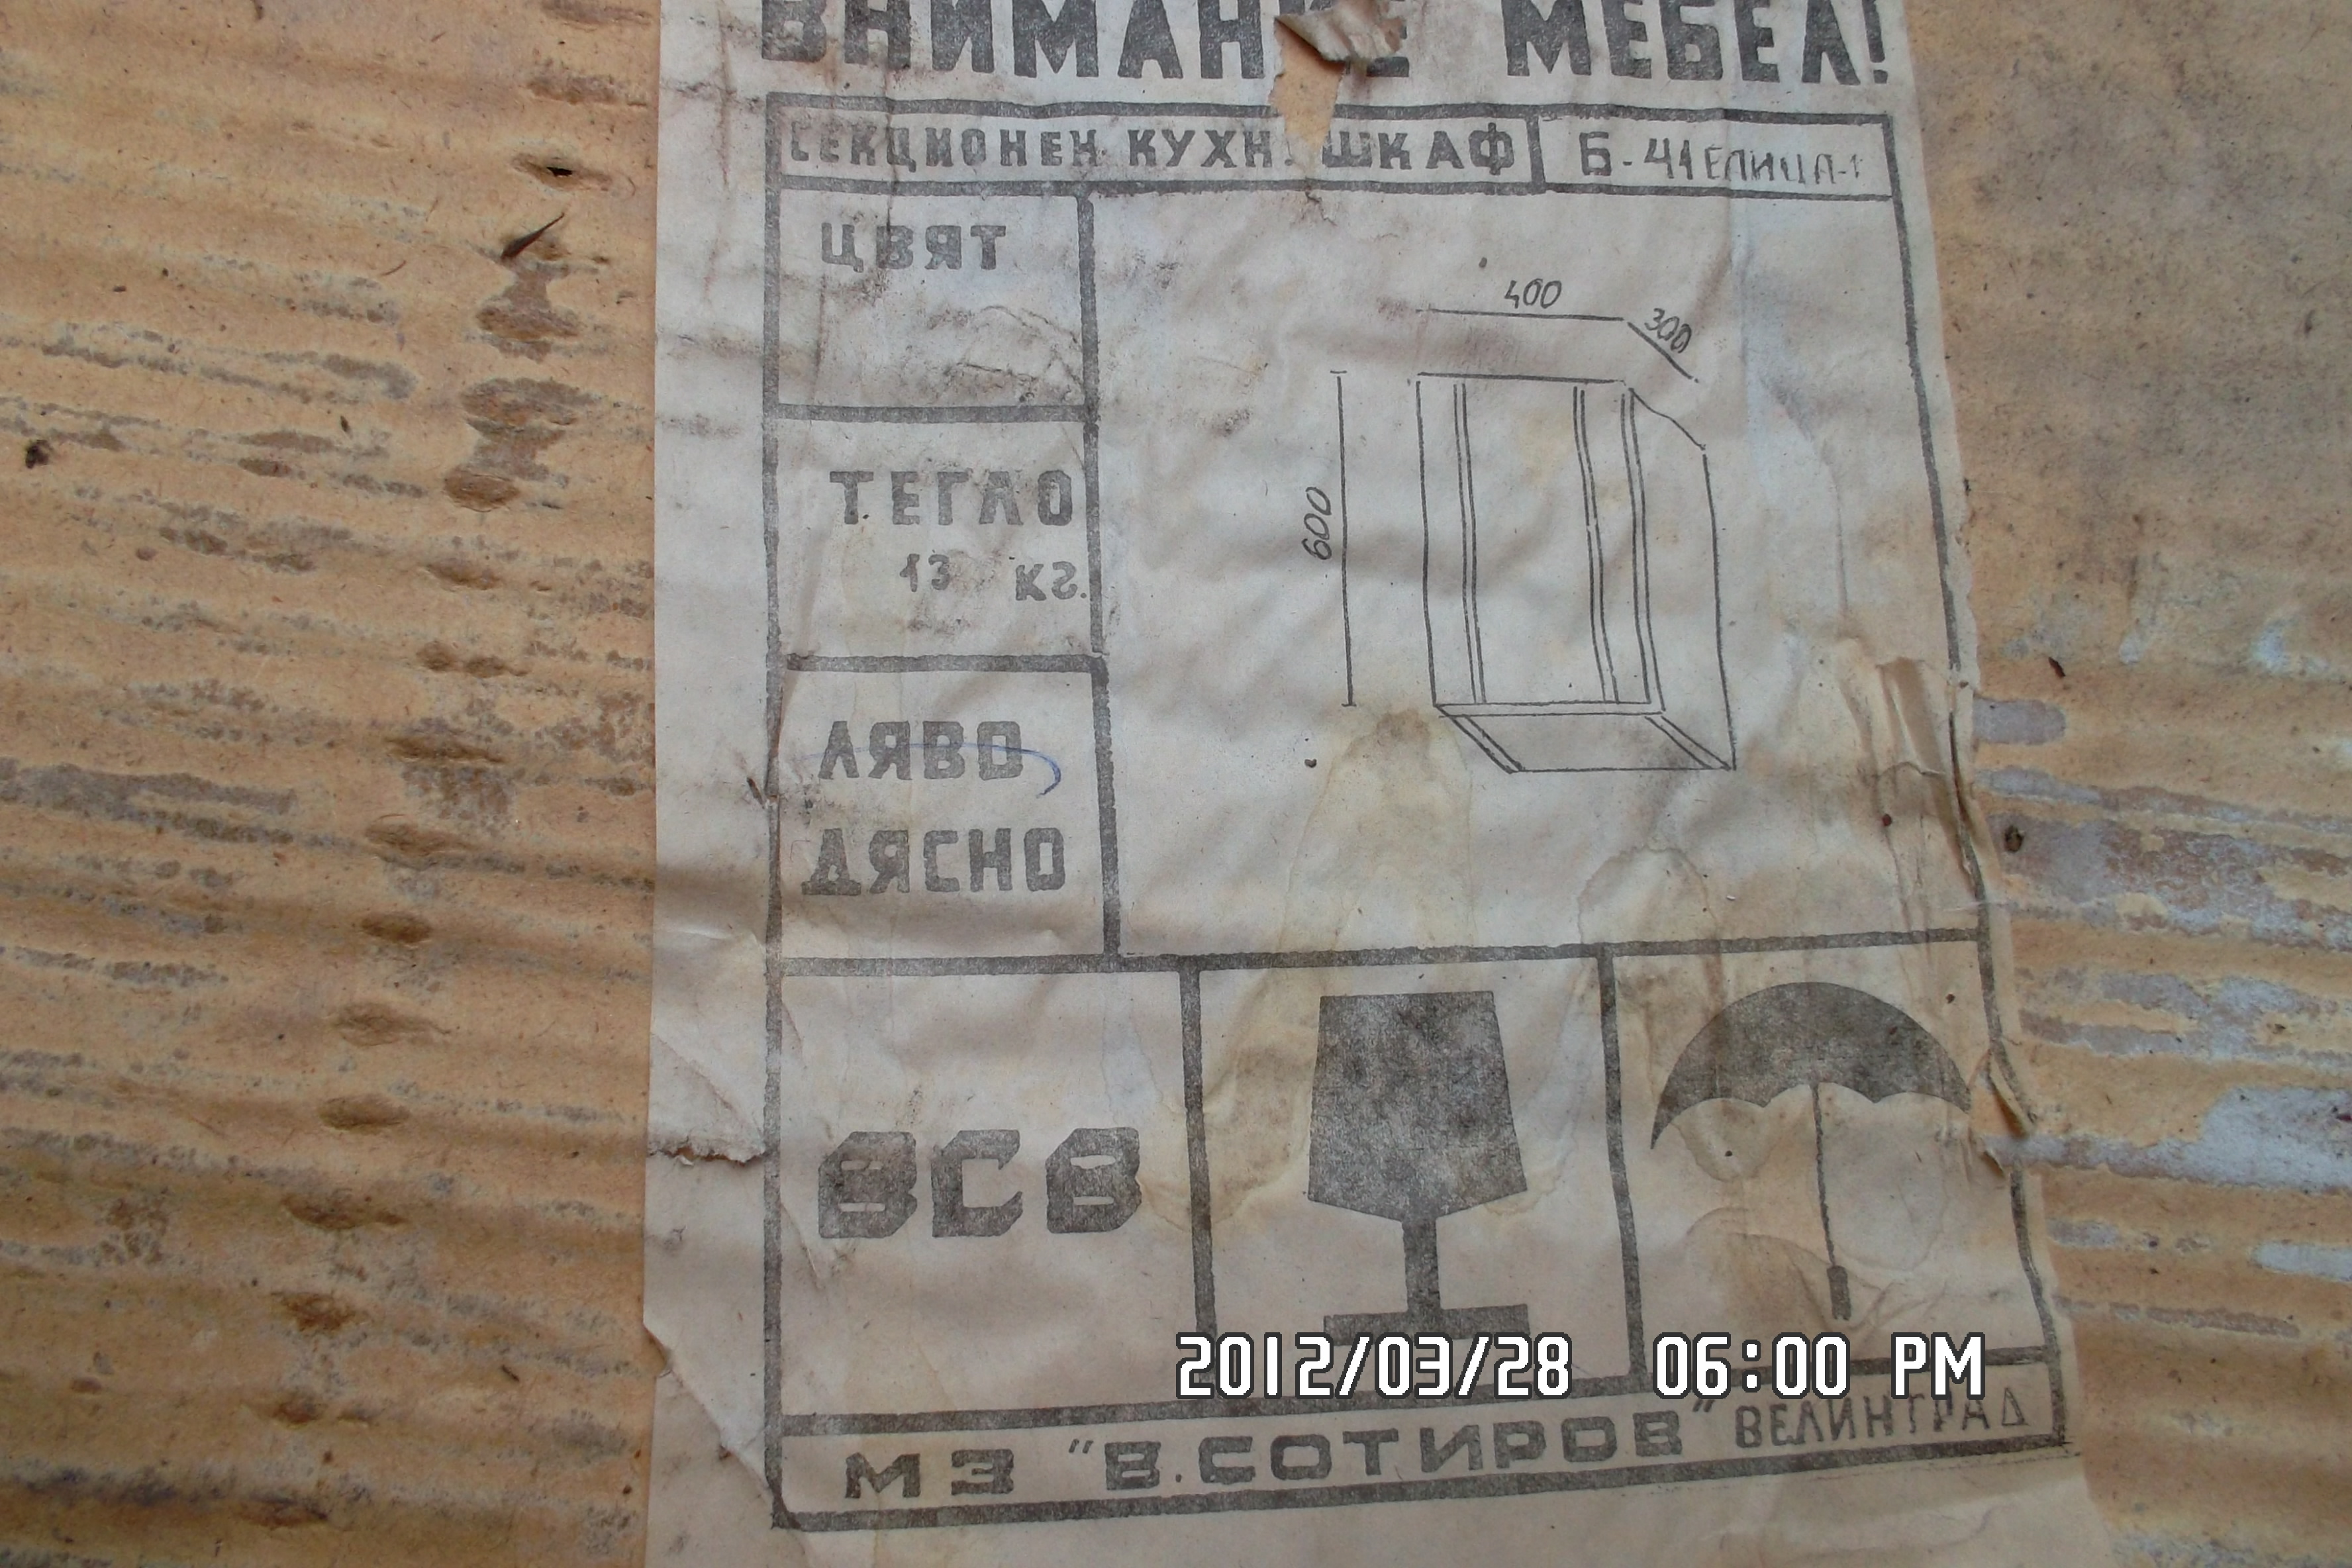 ВНИМАНИЕ МЕБЕЛ!
СЕКЦИОНЕН КУХН. ШКАФ Б-41 ЕЛИЦА-1
ЦВЯТ
400
300
ТЕГЛО
13 кг.
600
ЛЯВО
ДЯСНО
ВСВ
2012/03/28 06:00 PM
МЗ "В.СОТИРОВ" ВЕЛИНГРАД